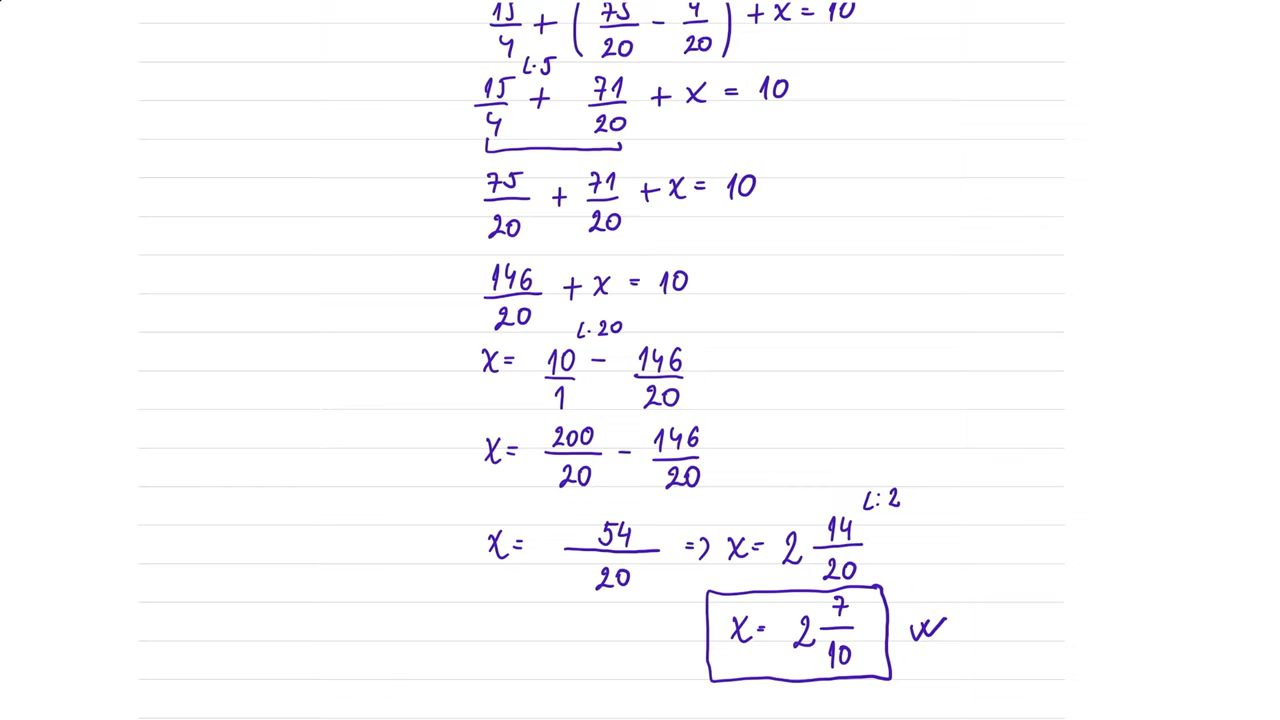 15/4 + (75/20 - 4/20) + x = 10
L·5
15/4 + 71/20 + x = 10
75/20 + 71/20 + x = 10
146/20 + x = 10
L·20
x = 10/1 - 146/20
x = 200/20 - 146/20
L:2
x = 54/20 => x = 2 14/20
x = 2 7/10